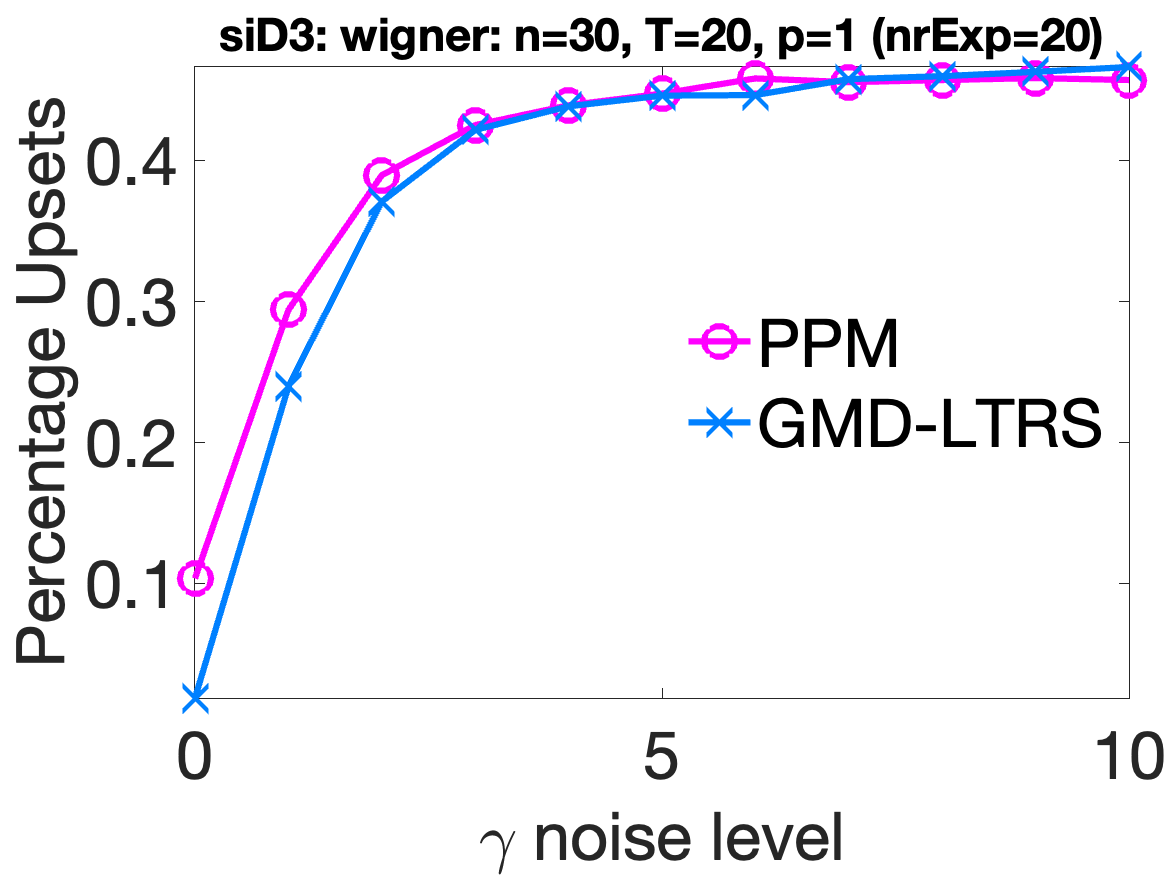 siD3: wigner: n=30, T=20, p=1 (nrExp=20)
Percentage Upsets
0.4
0.3
0.2
0.1
PPM
GMD-LTRS
0 5 10
γ noise level